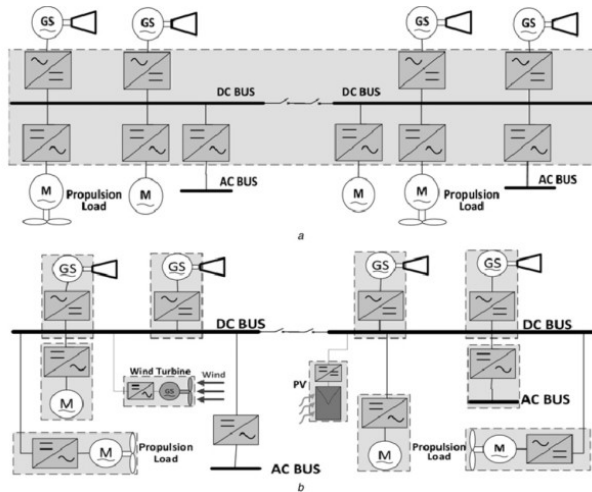 GS GS GS GS
DC BUS DC BUS
M Propulsion Load M AC BUS M M Propulsion Load AC BUS
a
GS GS GS GS
DC BUS DC BUS
Wind Turbine Wind
GS
PV
M M
AC BUS
M Propulsion Load
Propulsion Load M
AC BUS
b